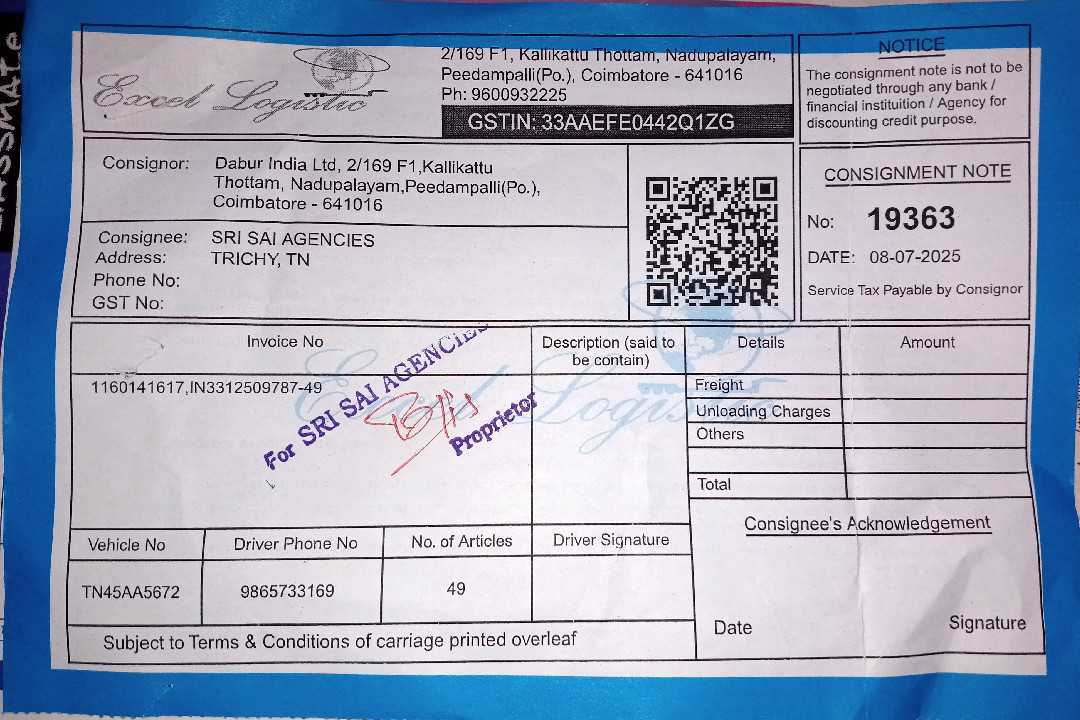 Excel Logistic
2/169 F1, Kallikattu Thottam, Nadupalayam,
Peedampalli(Po.), Coimbatore - 641016
Ph: 9600932225
GSTIN: 33AAEFE0442Q1ZG
NOTICE
The consignment note is not to be
negotiated through any bank /
financial instituition / Agency for
discounting credit purpose.
Consignor: Dabur India Ltd, 2/169 F1,Kallikattu
Thottam, Nadupalayam,Peedampalli(Po.),
Coimbatore - 641016
Consignee: SRI SAI AGENCIES
Address: TRICHY, TN
Phone No:
GST No:
CONSIGNMENT NOTE
No: 19363
DATE: 08-07-2025
Service Tax Payable by Consignor
Invoice No
Description (said to
be contain)
Details Amount
1160141617,IN3312509787-49
Freight
Unloading Charges
Others
Total
Excel Logistic
For SRI SAI AGENCIES
Proprietor
Vehicle No Driver Phone No No. of Articles Driver Signature
TN45AA5672 9865733169 49
Consignee's Acknowledgement
Date Signature
Subject to Terms & Conditions of carriage printed overleaf